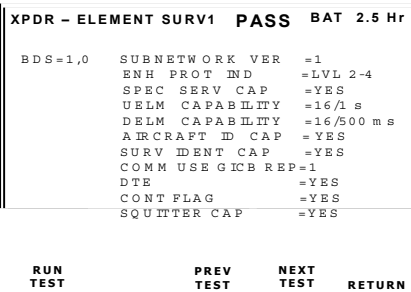 XPDR – ELEMENT SURV1 PASS BAT 2.5 Hr
BDS=1,0 SUBNETWORK VER =1
ENH PROT IND =LVL 2-4
SPEC SERV CAP =YES
UELM CAPABILITY =16/1 s
DELM CAPABILITY =16/500 ms
AIRCRAFT ID CAP =YES
SURV IDENT CAP =YES
COMM USE GICB REP=1
DTE =YES
CONT FLAG =YES
SQUITTER CAP =YES
RUN TEST PREV TEST NEXT TEST RETURN